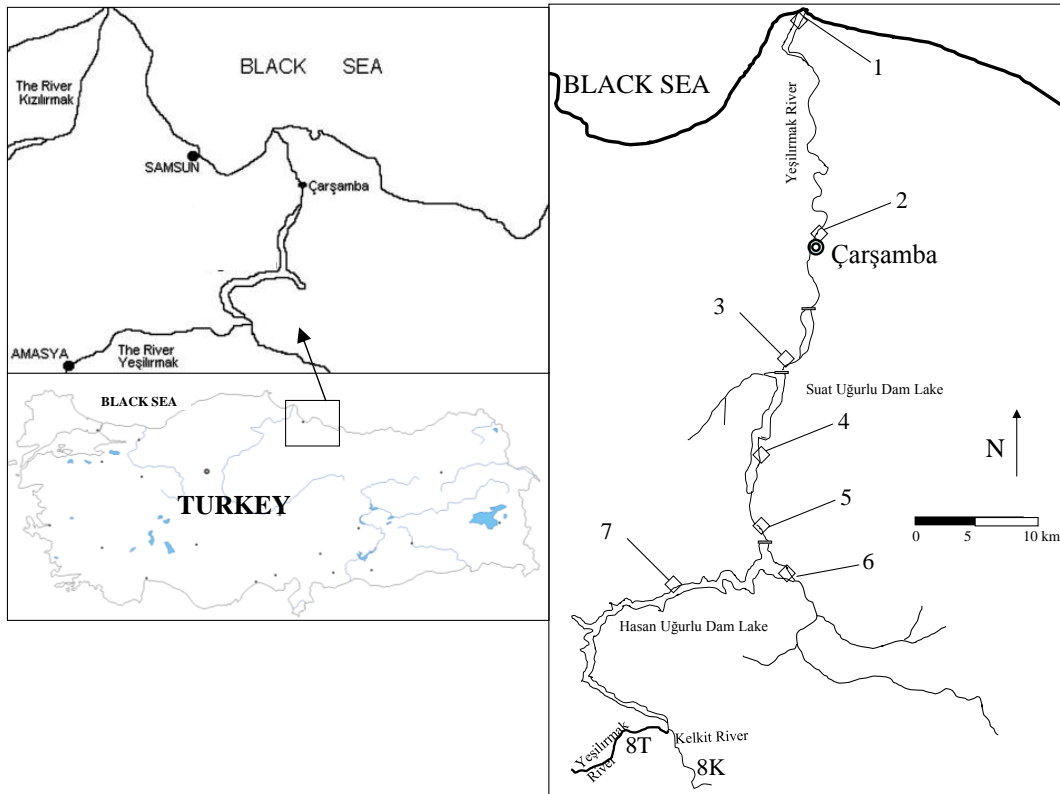 BLACK SEA
The River
Kızılırmak
SAMSUN
Çarşamba
AMASYA
The River
Yeşilırmak
BLACK SEA
TURKEY
BLACK SEA
1
Yeşilırmak River
2
Çarşamba
3
Suat Uğurlu Dam Lake
4
N
5
0 5 10 km
7
6
Hasan Uğurlu Dam Lake
Yeşilırmak
River
8T
Kelkit River
8K